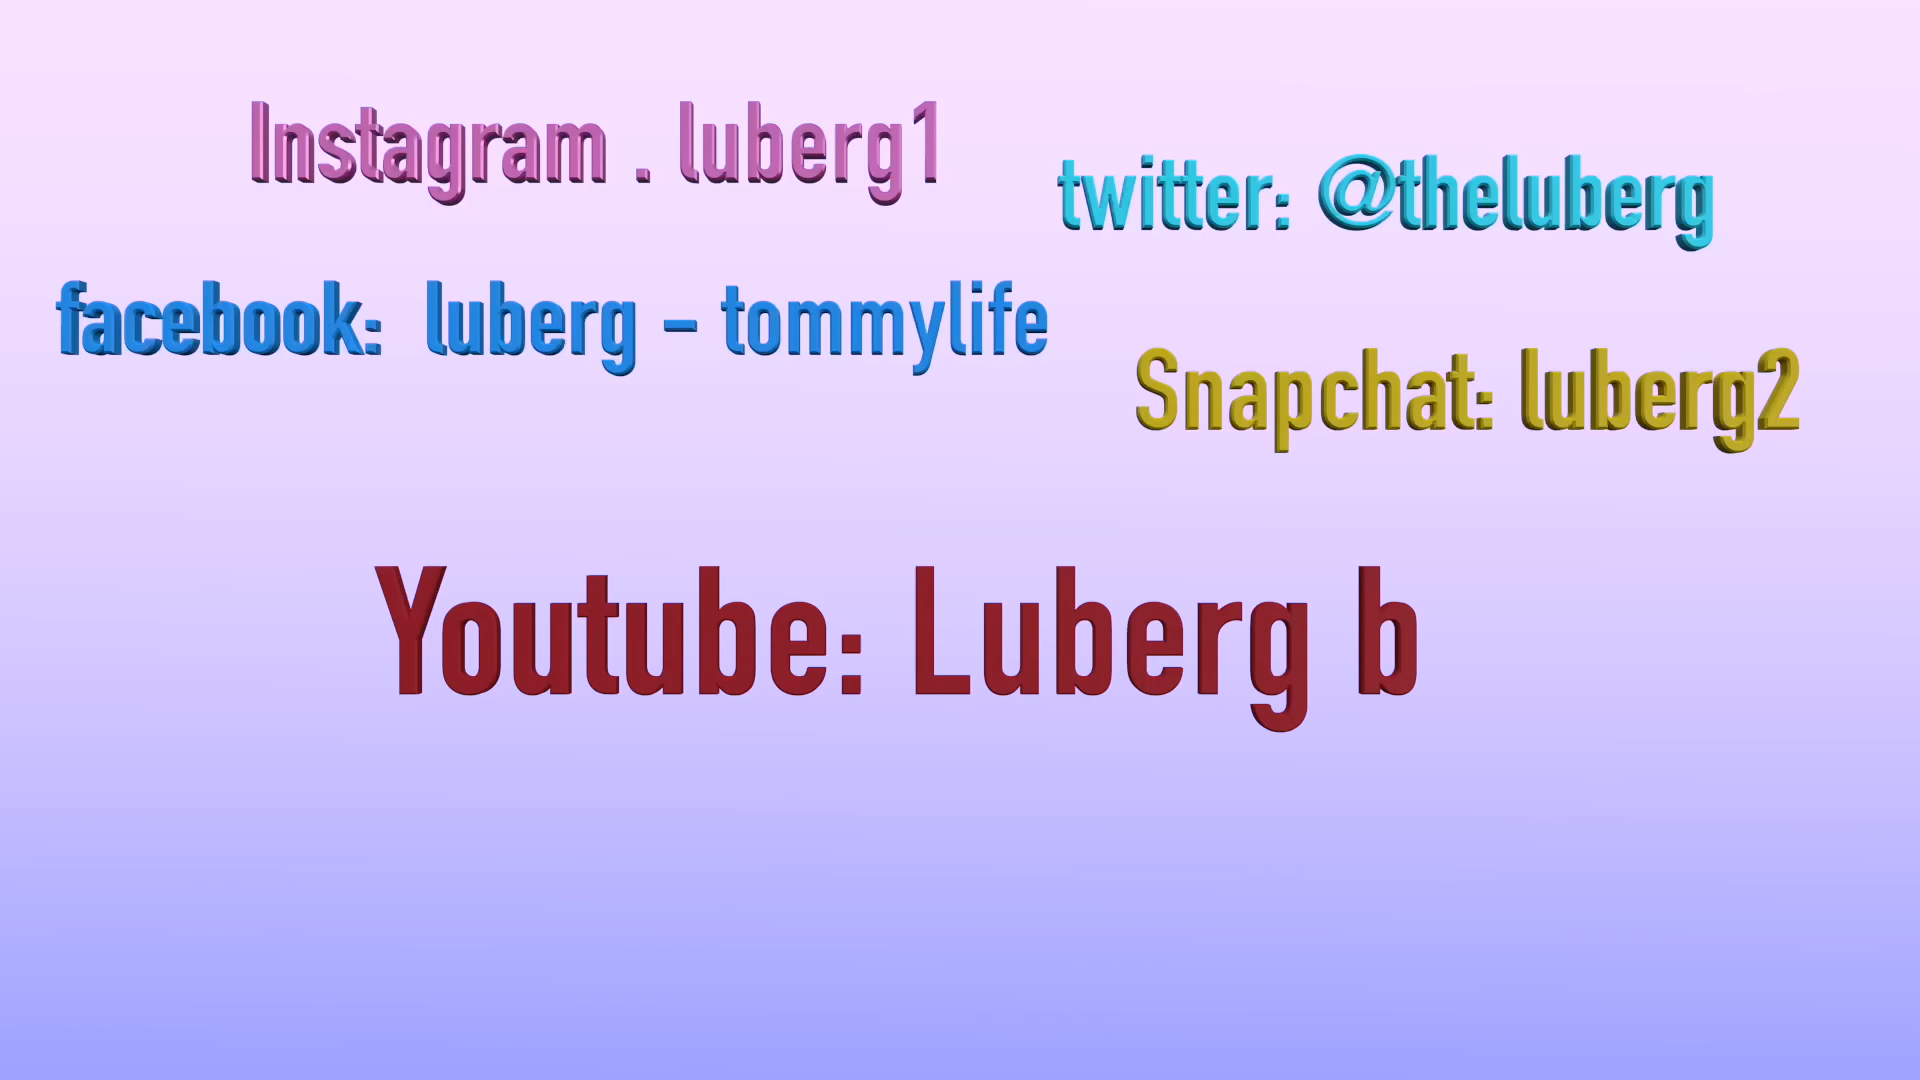 Instagram . luberg1
twitter: @theluberg
facebook: luberg - tommylife
Snapchat: luberg2
Youtube: Luberg b